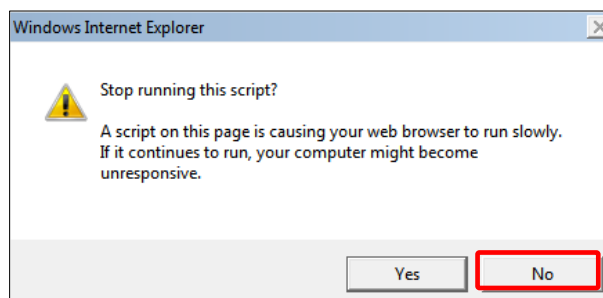 Windows Internet Explorer
Stop running this script?
A script on this page is causing your web browser to run slowly.
If it continues to run, your computer might become
unresponsive.
Yes
No